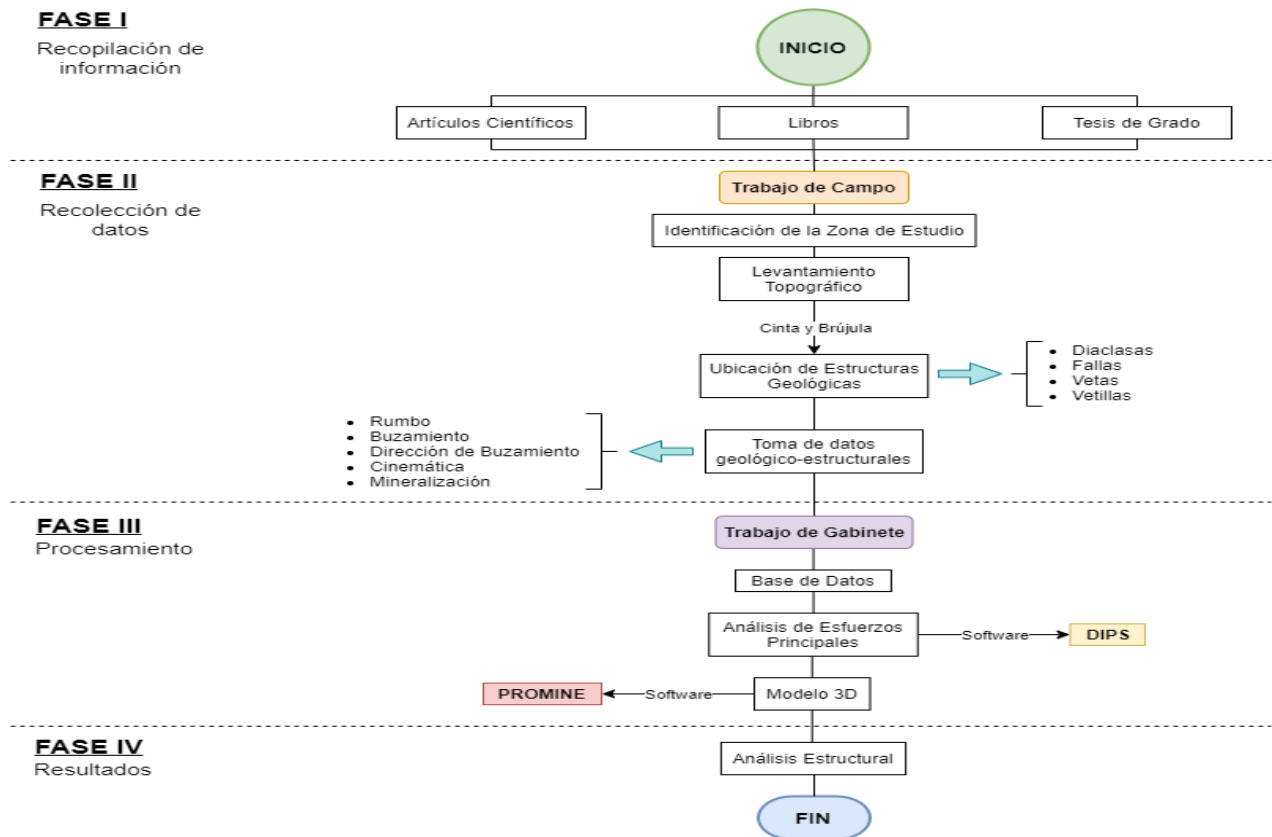 FASE I
Recopilación de
información
INICIO
Artículos Científicos
Libros
Tesis de Grado
FASE II
Recolección de
datos
Trabajo de Campo
Identificación de la Zona de Estudio
Levantamiento
Topográfico
Cinta y Brújula
Ubicación de Estructuras
Geológicas
• Diaclasas
• Fallas
• Vetas
• Vetillas
• Rumbo
• Buzamiento
• Dirección de Buzamiento
• Cinemática
• Mineralización
Toma de datos
geológico-estructurales
FASE III
Procesamiento
Trabajo de Gabinete
Base de Datos
Análisis de Esfuerzos
Principales
Software
DIPS
PROMINE
Software
Modelo 3D
FASE IV
Resultados
Análisis Estructural
FIN